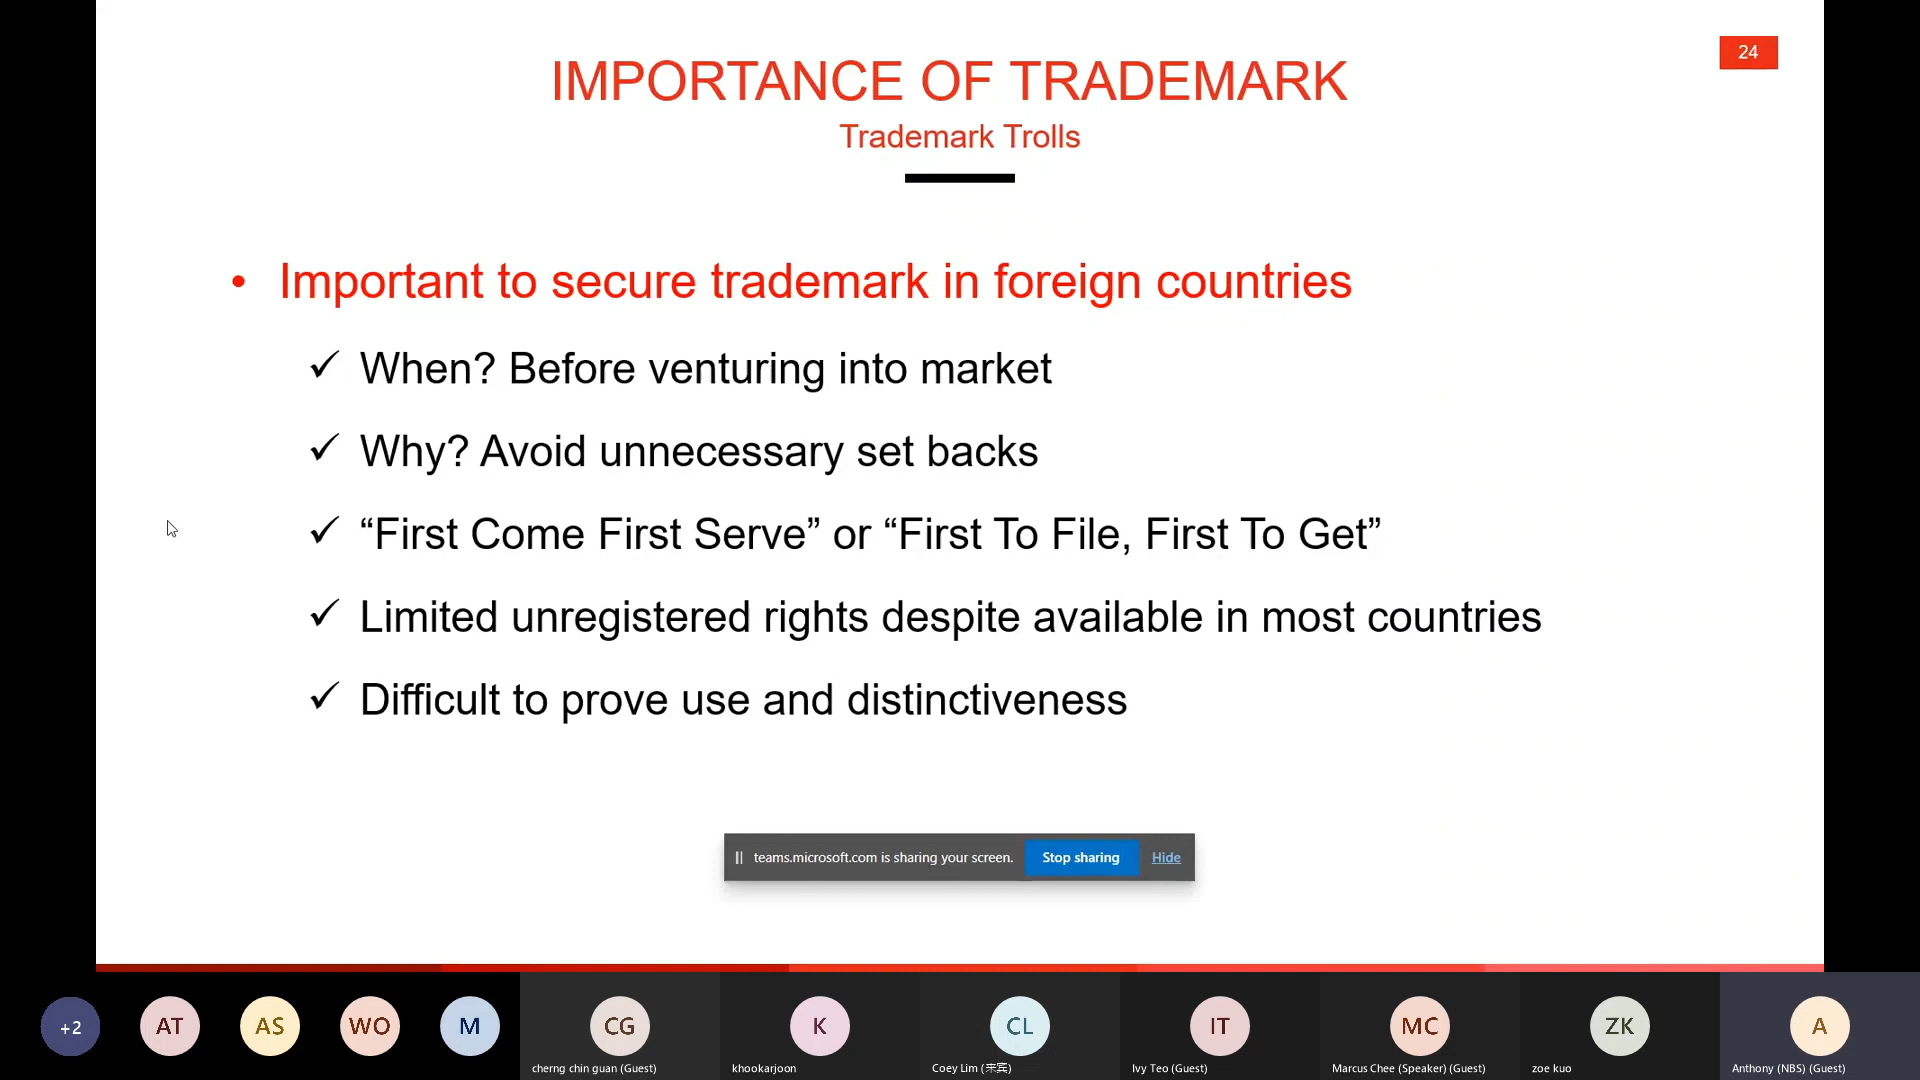 24
IMPORTANCE OF TRADEMARK
Trademark Trolls
• Important to secure trademark in foreign countries
✓ When? Before venturing into market
✓ Why? Avoid unnecessary set backs
✓ “First Come First Serve” or “First To File, First To Get”
✓ Limited unregistered rights despite available in most countries
✓ Difficult to prove use and distinctiveness
teams.microsoft.com is sharing your screen. Stop sharing Hide
+2 AT AS WO M CG K CL IT MC ZK A
cherng chin guan (Guest) khookarjoon Coey Lim (来宾) Ivy Teo (Guest) Marcus Chee (Speaker) (Guest) zoe kuo Anthony (NBS) (Guest)